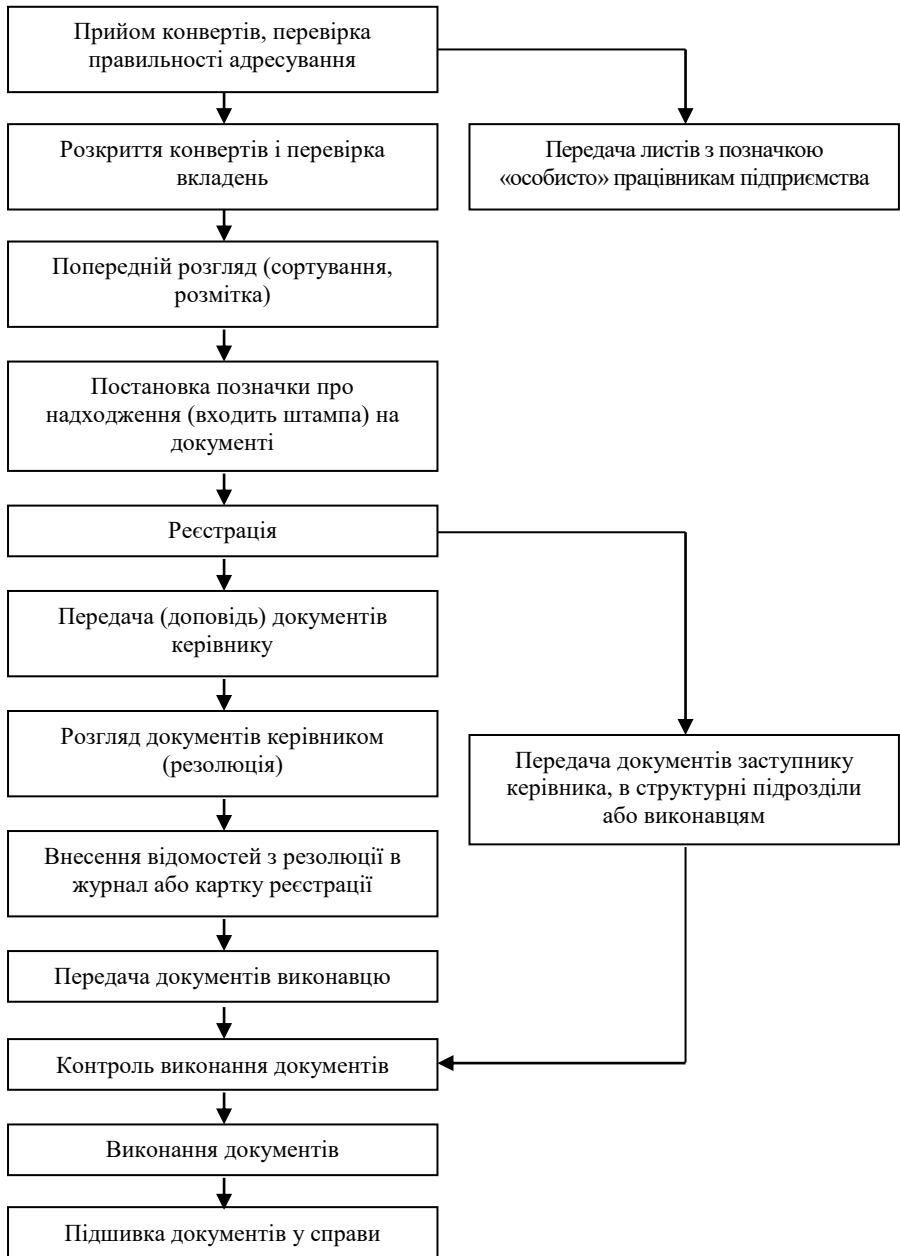 Прийом конвертів, перевірка
правильності адресування
Розкриття конвертів і перевірка
вкладень
Передача листів з позначкою
«особисто» працівникам підприємства
Попередній розгляд (сортування,
розмітка)
Постановка позначки про
надходження (входить штампа) на
документі
Реєстрація
Передача (доповідь) документів
керівнику
Розгляд документів керівником
(резолюція)
Передача документів заступнику
керівника, в структурні підрозділи
або виконавцям
Внесення відомостей з резолюції в
журнал або картку реєстрації
Передача документів виконавцю
Контроль виконання документів
Виконання документів
Підшивка документів у справи